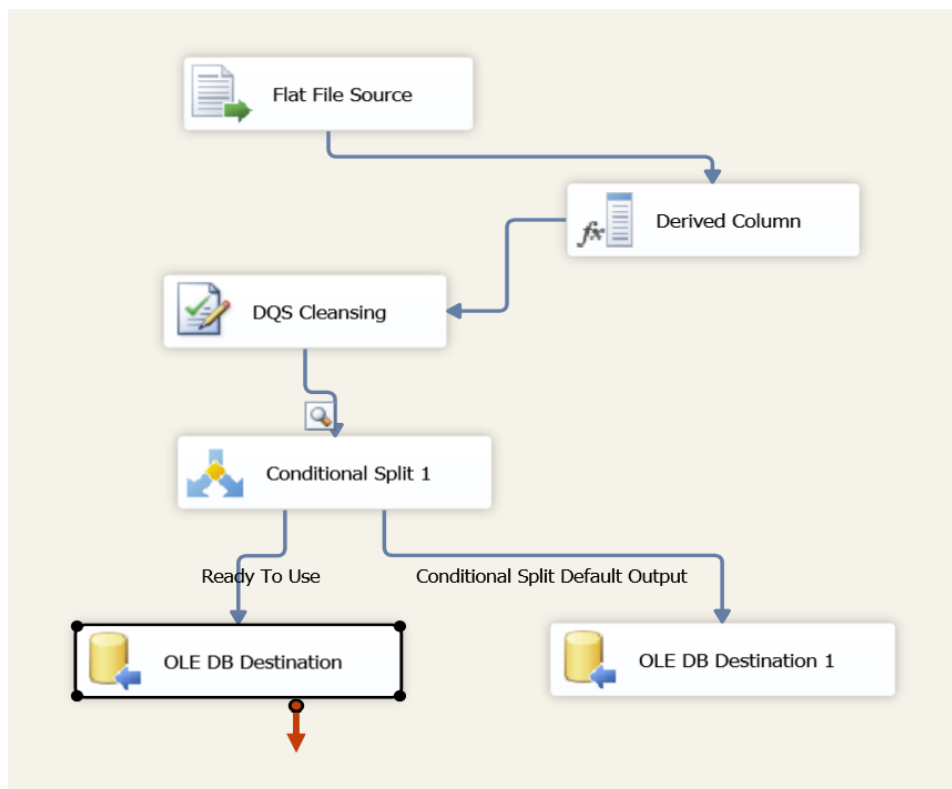 Flat File Source
Derived Column
DQS Cleansing
Conditional Split 1
Ready To Use
Conditional Split Default Output
OLE DB Destination
OLE DB Destination 1